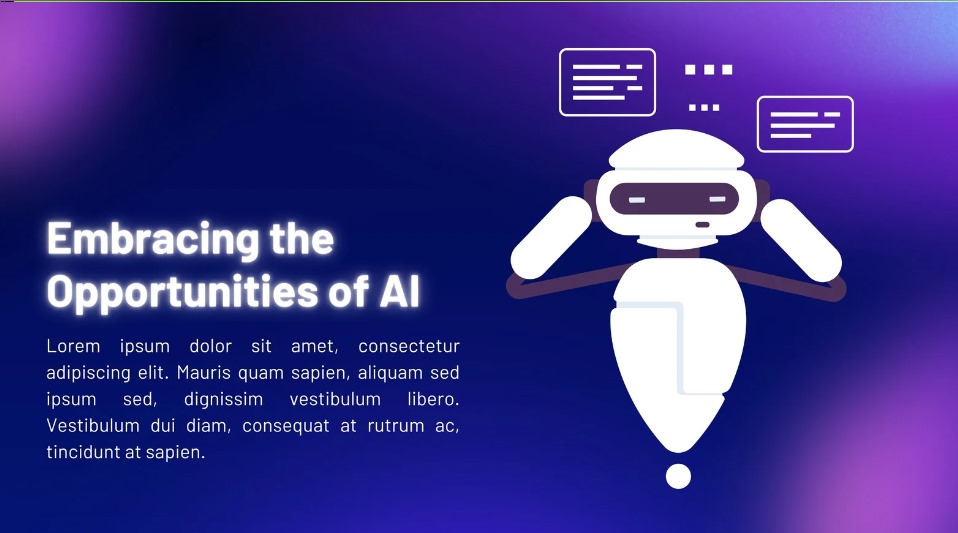 Embracing the
Opportunities of AI
Lorem ipsum dolor sit amet, consectetur
adipiscing elit. Mauris quam sapien, aliquam sed
ipsum sed, dignissim vestibulum libero.
Vestibulum dui diam, consequat at rutrum ac,
tincidunt at sapien.